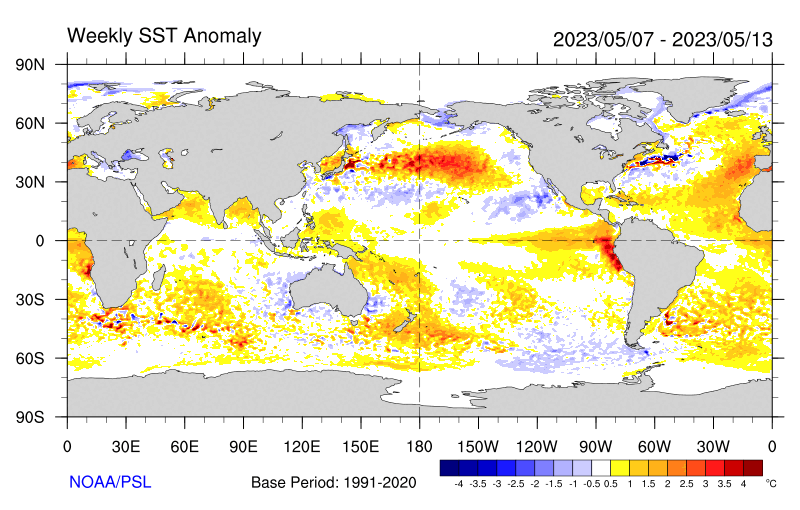 Weekly SST Anomaly
2023/05/07 - 2023/05/13
90N
60N
30N
0
30S
60S
90S
0 30E 60E 90E 120E 150E 180 150W 120W 90W 60W 30W 0
NOAA/PSL
Base Period: 1991-2020
-4 -3.5 -3 -2.5 -2 -1.5 -1 -0.5 0.5 1 1.5 2 2.5 3 3.5 4 °C